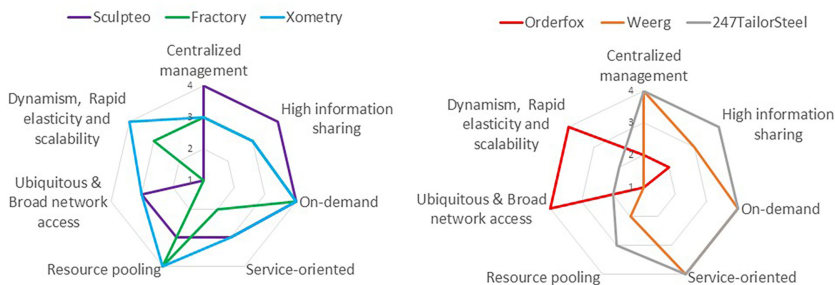 Sculpteo Fractory Xometry
Centralized
management
4
3
2
1
High information
sharing
On-demand
Service-oriented
Resource pooling
Ubiquitous &
Broad network
access
Dynamism, Rapid
elasticity and
scalability
Orderfox Weerg 247TailorSteel
Centralized
management
4
3
2
1
High information
sharing
On-demand
Service-oriented
Resource pooling
Ubiquitous & Broad
network access
Dynamism, Rapid
elasticity and
scalability